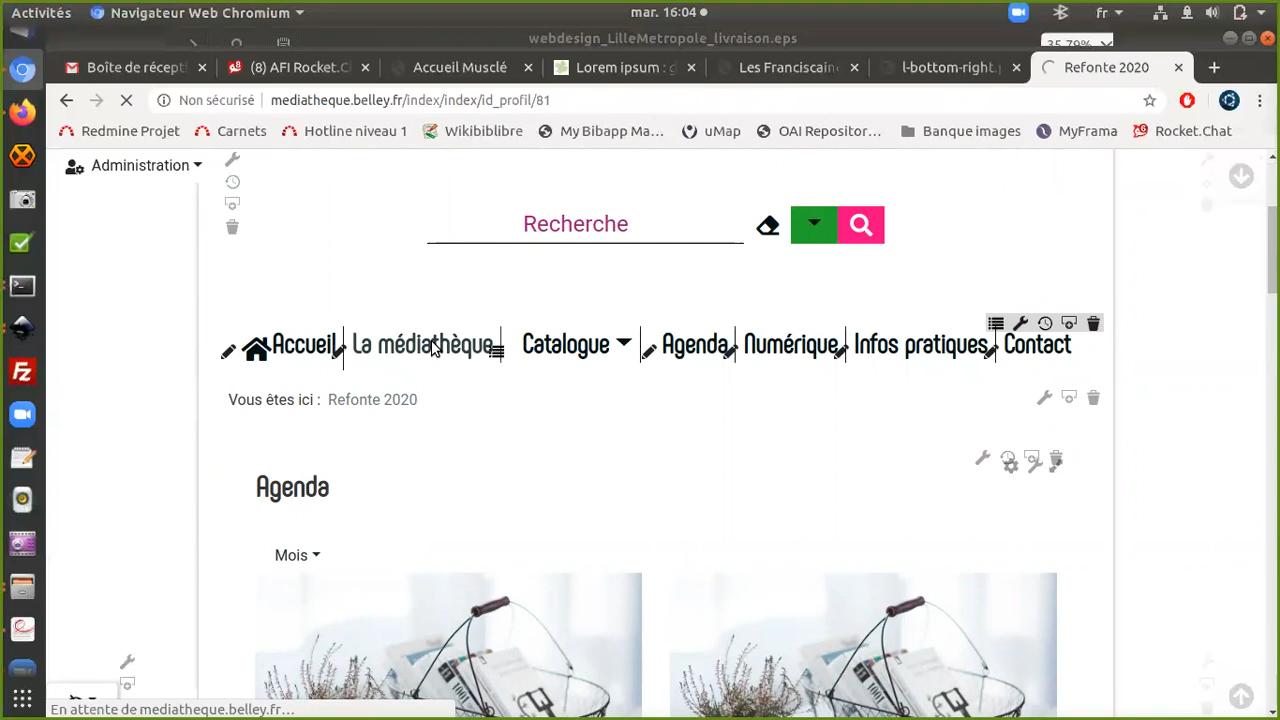 Activités Navigateur Web Chromium mar. 16:04 fr
webdesign_LilleMetropole_livraison.eps 35,79%
Boîte de récept (8) AFI Rocket.C Accueil Musclé Lorem ipsum : g Les Franciscain l-bottom-right. Refonte 2020
Non sécurisé mediatheque.belley.fr/index/index/id_profil/81
Redmine Projet Carnets Hotline niveau 1 Wikibiblibre My Bibapp Ma... uMap OAI Repositor... Banque images MyFrama Rocket.Chat
Administration
Recherche
Accueil La médiathèque Catalogue Agenda Numérique Infos pratiques Contact
Vous êtes ici : Refonte 2020
Agenda
Mois
1001
En attente de mediatheque.belley.fr...